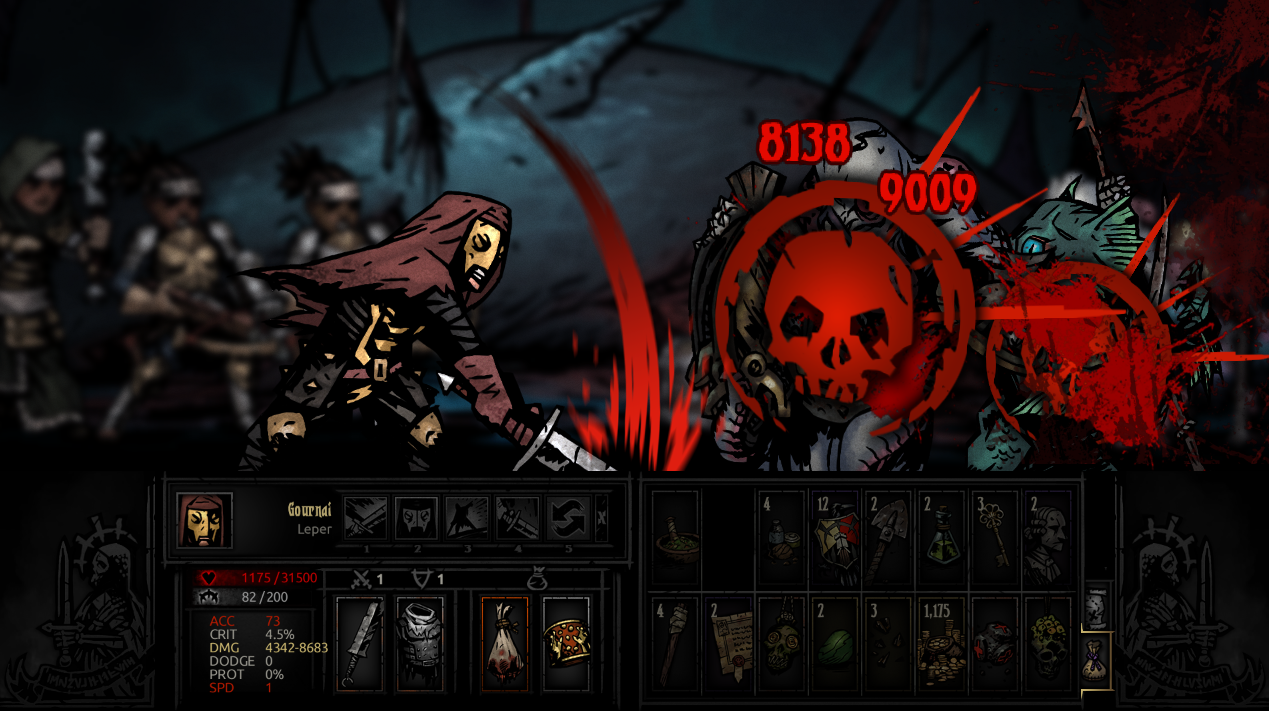 8138
9009
Gournai
Leper
1 2 3 4 5
1175/31500
82/200
ACC 73
CRIT 4.5%
DMG 4342-8683
DODGE 0
PROT 0%
SPD 1
1 1
4 12 2 2 3 2
4 2 2 3 1,175